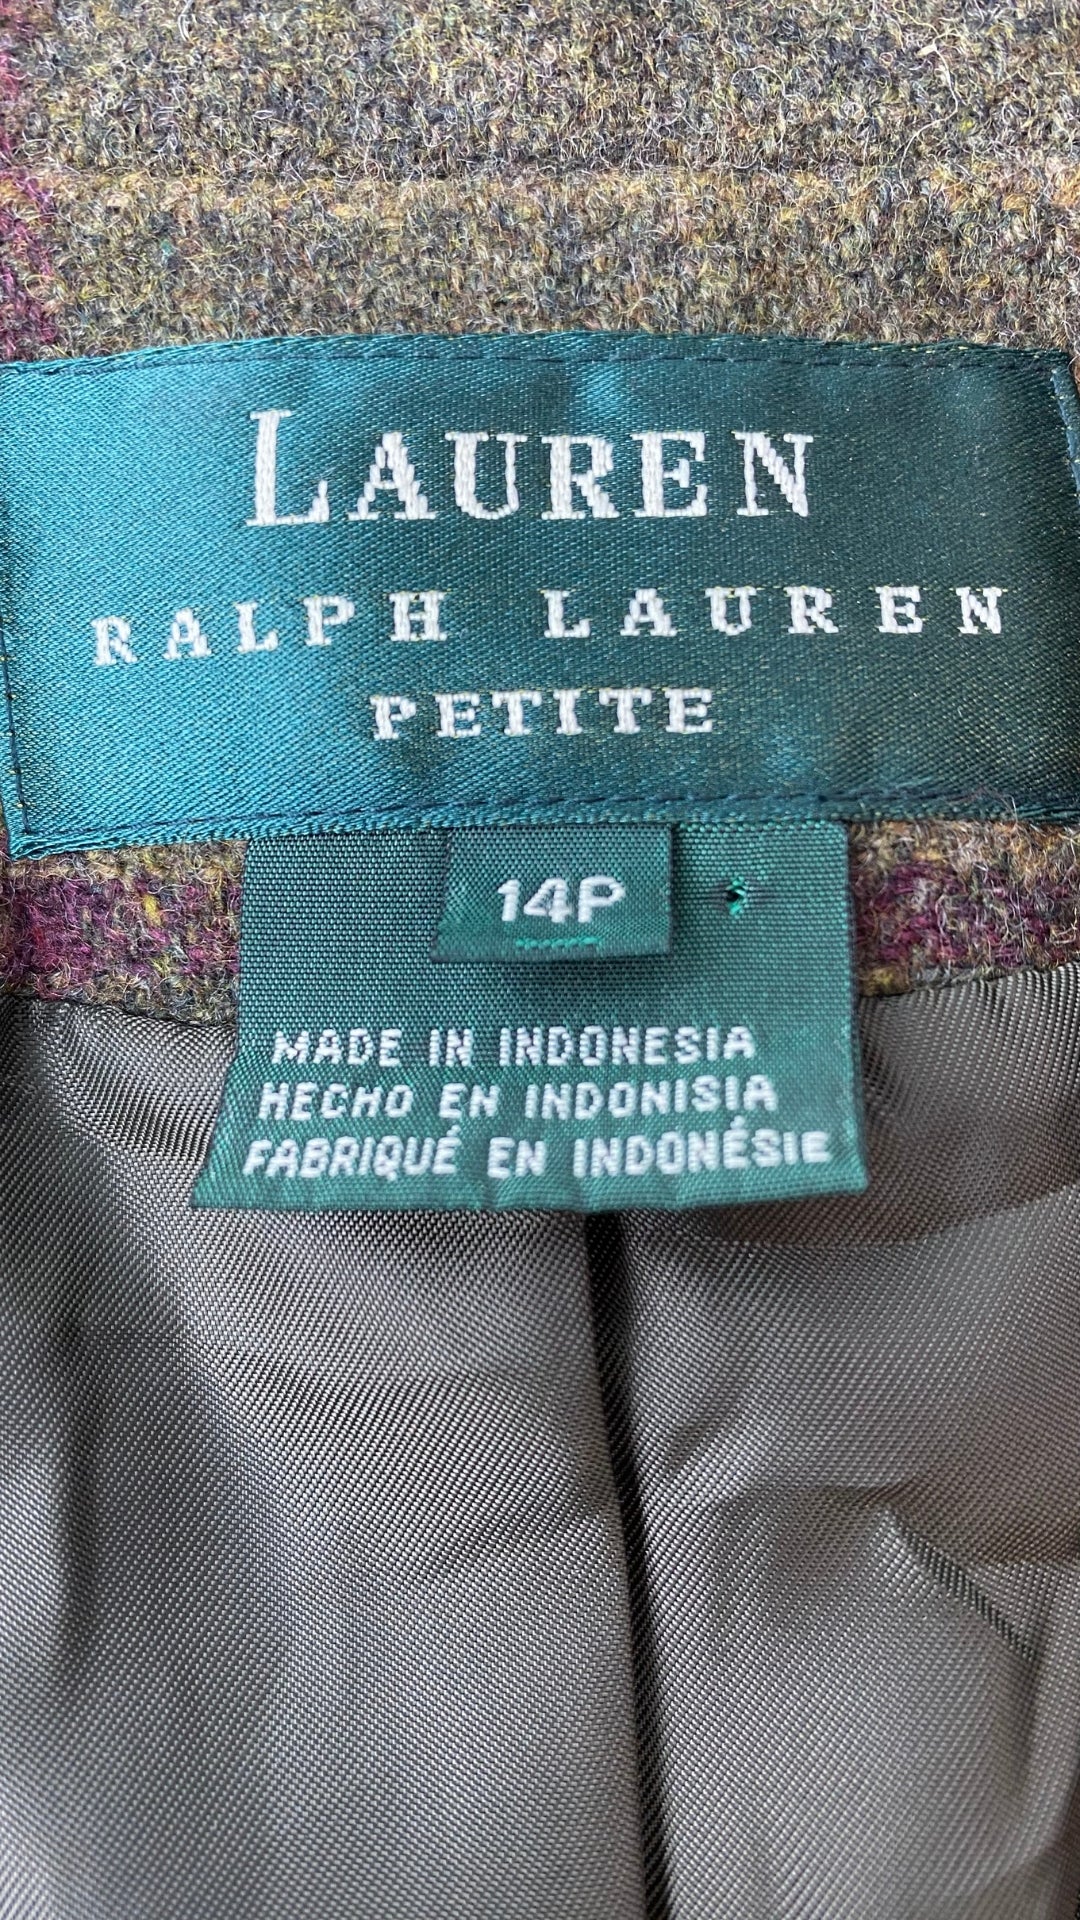 LAUREN
RALPH LAUREN
PETITE
14P
MADE IN INDONESIA
HECHO EN INDONISIA
FABRIQUÉ EN INDONÉSIE